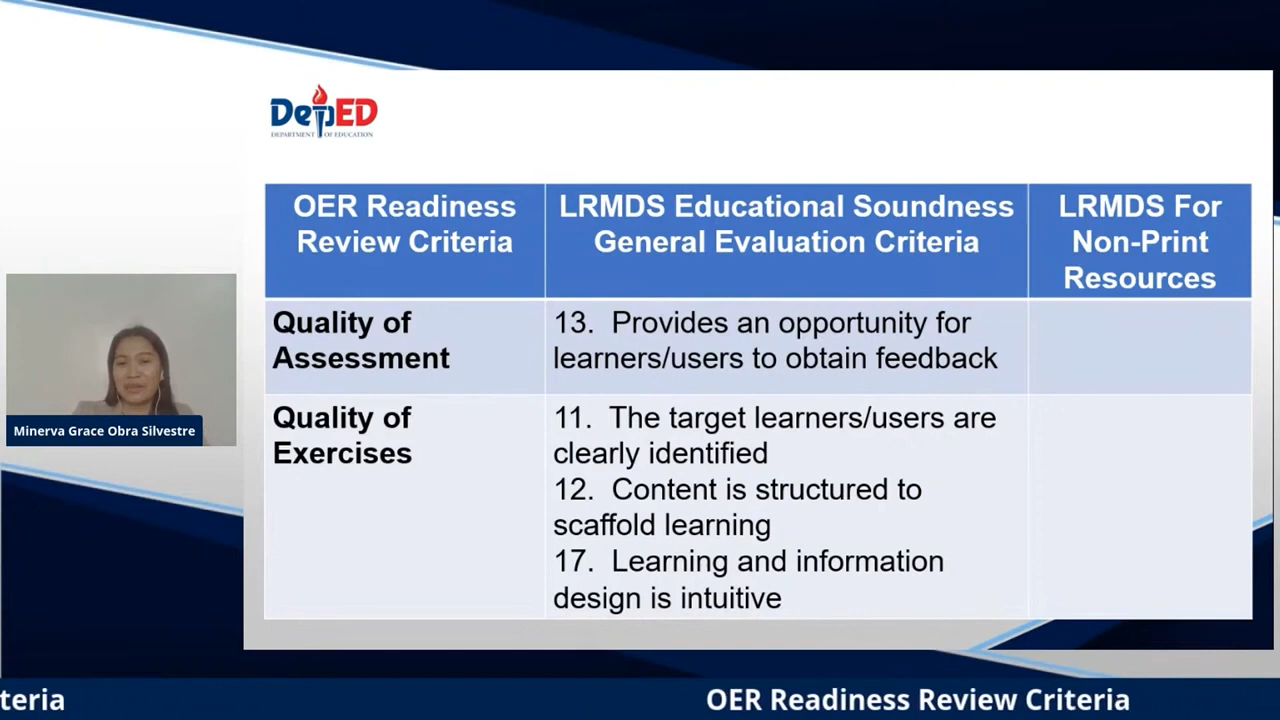 DepED
DEPARTMENT OF EDUCATION
OER Readiness
Review Criteria
LRMDS Educational Soundness
General Evaluation Criteria
LRMDS For
Non-Print
Resources
Quality of
Assessment
13. Provides an opportunity for
learners/users to obtain feedback
Quality of
Exercises
11. The target learners/users are
clearly identified
12. Content is structured to
scaffold learning
17. Learning and information
design is intuitive
Minerva Grace Obra Silvestre
teria
OER Readiness Review Criteria